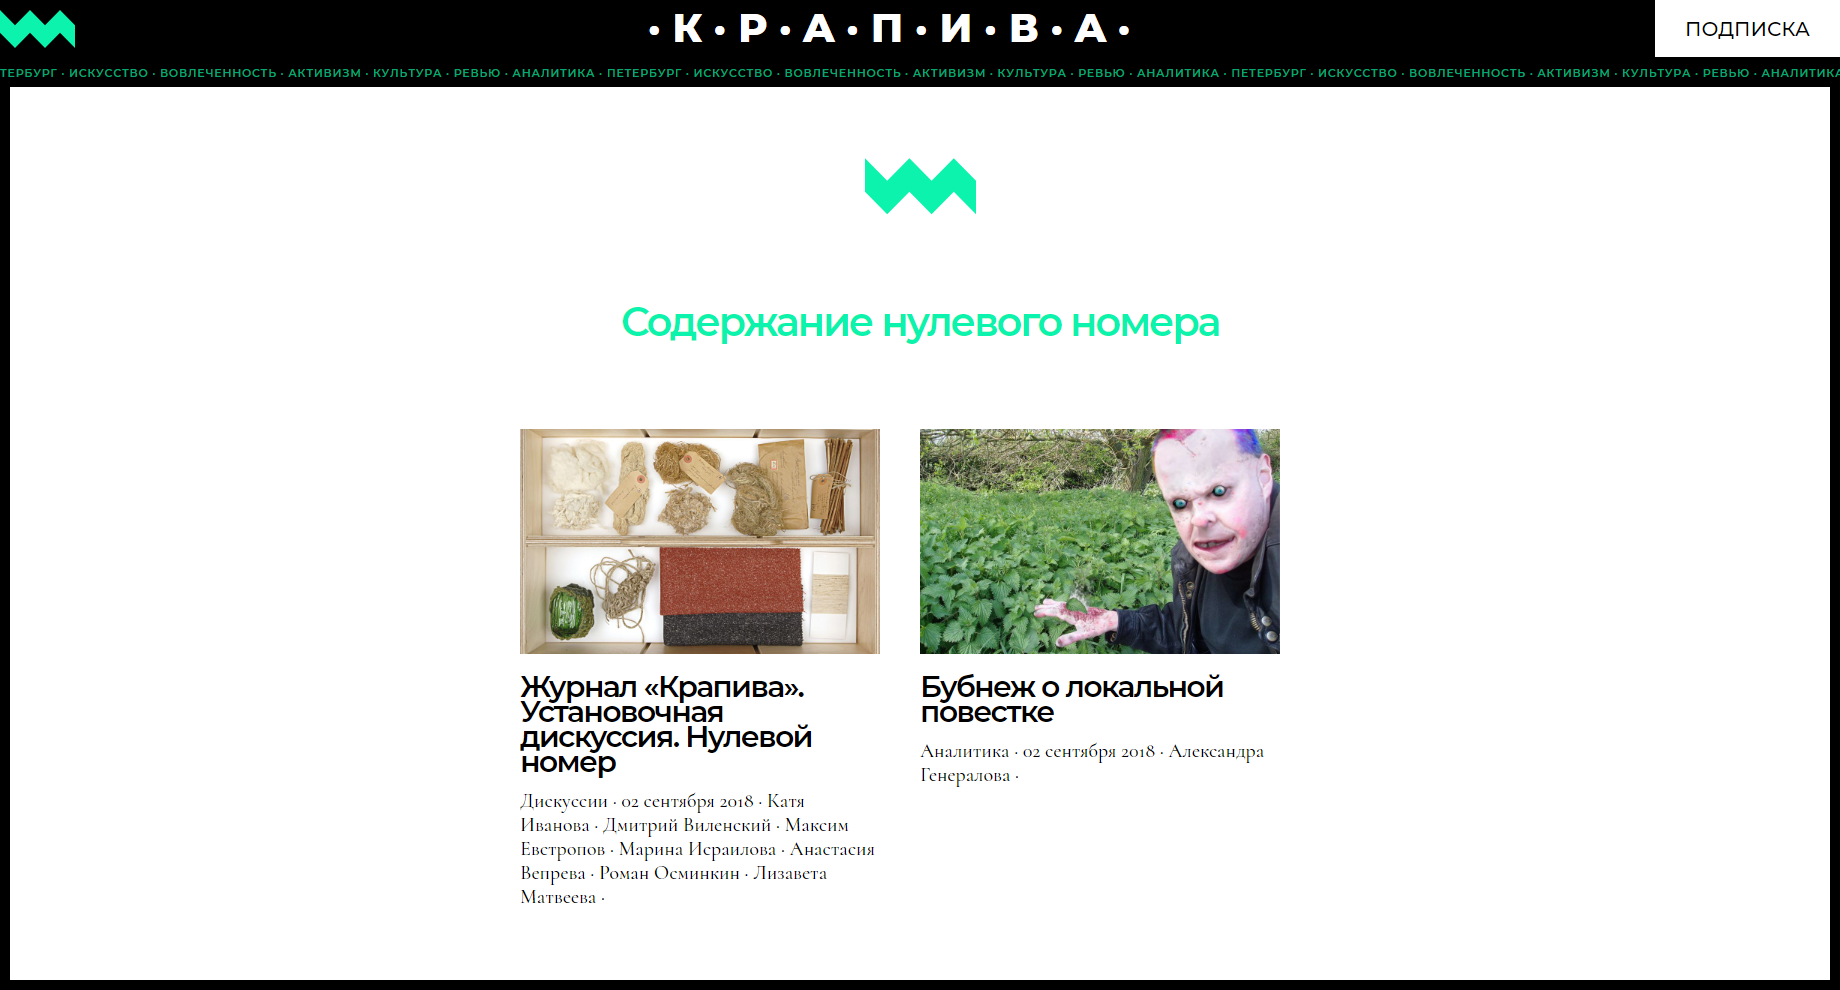 ·К·Р·А·П·И·В·А·
ПОДПИСКА
ТЕРБУРГ · ИСКУССТВО · ВОВЛЕЧЕННОСТЬ · АКТИВИЗМ · КУЛЬТУРА · РЕВЬЮ · АНАЛИТИКА · ПЕТЕРБУРГ · ИСКУССТВО · ВОВЛЕЧЕННОСТЬ · АКТИВИЗМ · КУЛЬТУРА · РЕВЬЮ · АНАЛИТИКА · ПЕТЕРБУРГ · ИСКУССТВО · ВОВЛЕЧЕННОСТЬ · АКТИВИЗМ · КУЛЬТУРА · РЕВЬЮ · АНАЛИТИКА
Содержание нулевого номера
Журнал «Крапива».
Установочная
дискуссия. Нулевой
номер
Дискуссии · 02 сентября 2018 · Катя
Иванова · Дмитрий Виленский · Максим
Евстропов · Марина Исраилова · Анастасия
Вепрева · Роман Осминкин · Лизавета
Матвеева ·
Бубнеж о локальной
повестке
Аналитика · 02 сентября 2018 · Александра
Генералова ·